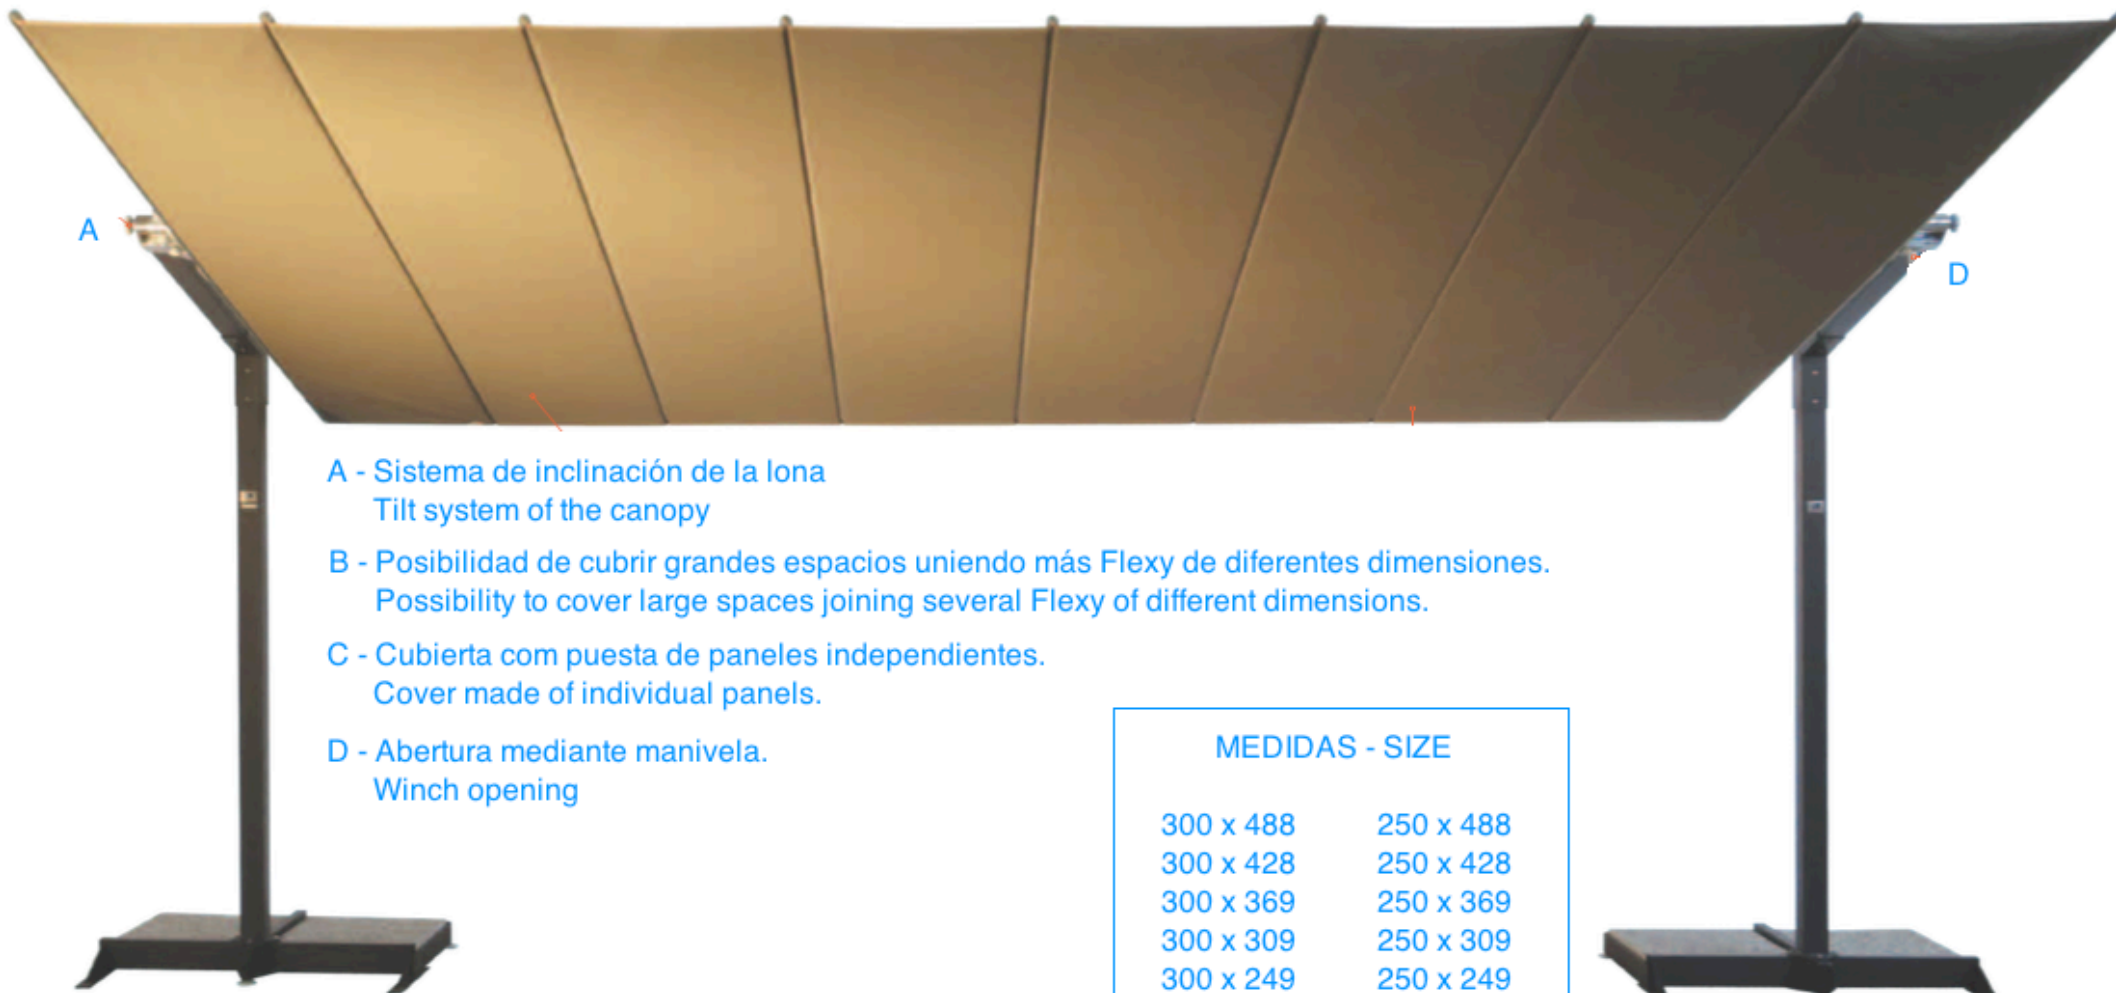 A
D
A - Sistema de inclinación de la lona
Tilt system of the canopy
B - Posibilidad de cubrir grandes espacios uniendo más Flexy de diferentes dimensiones.
Possibility to cover large spaces joining several Flexy of different dimensions.
C - Cubierta com puesta de paneles independientes.
Cover made of individual panels.
D - Abertura mediante manivela.
Winch opening
MEDIDAS - SIZE
300 x 488 250 x 488
300 x 428 250 x 428
300 x 369 250 x 369
300 x 309 250 x 309
300 x 249 250 x 249